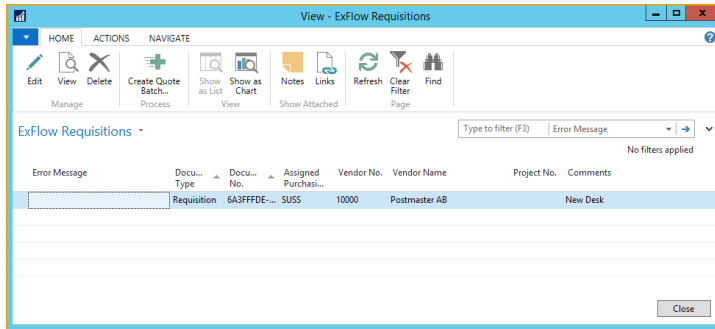 View - ExFlow Requisitions
HOME ACTIONS NAVIGATE
Edit View Delete Create Quote Batch... Show as List Show as Chart Notes Links Refresh Clear Filter Find
Manage Process View Show Attached Page
ExFlow Requisitions
Type to filter (F3) Error Message
No filters applied
Error Message Docu... Type Docu... No. Assigned Purchasi... Vendor No. Vendor Name Project No. Comments
Requisition 6A3FFFDE-... SUSS 10000 Postmaster AB New Desk
Close